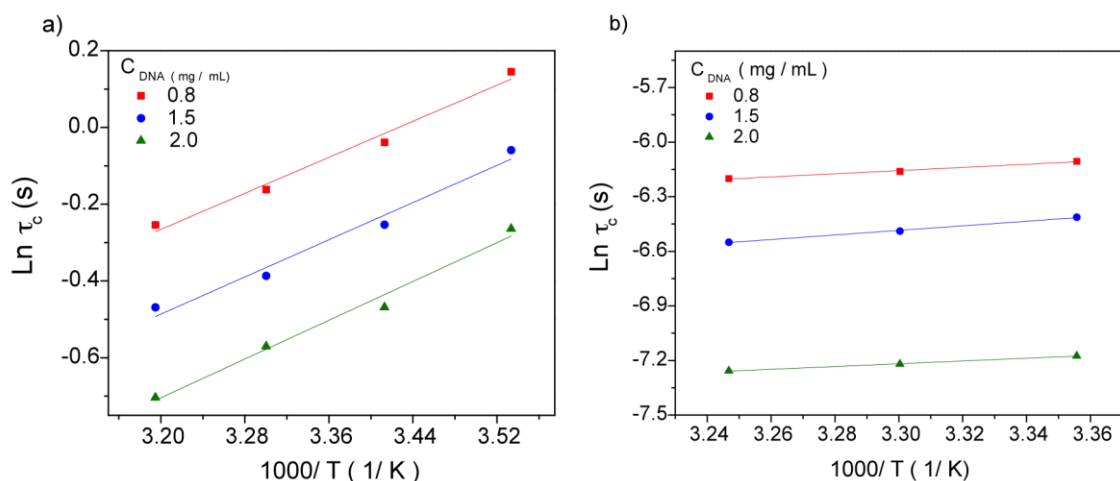 a)
C DNA ( mg / mL)
0.8
1.5
2.0
0.2
0.0
-0.2
-0.4
-0.6
Ln τc (s)
3.20 3.28 3.36 3.44 3.52
1000/ T ( 1/ K )
b)
C DNA ( mg / mL)
0.8
1.5
2.0
-5.7
-6.0
-6.3
-6.6
-6.9
-7.2
-7.5
Ln τc (s)
3.24 3.26 3.28 3.30 3.32 3.34 3.36
1000/ T ( 1/ K )